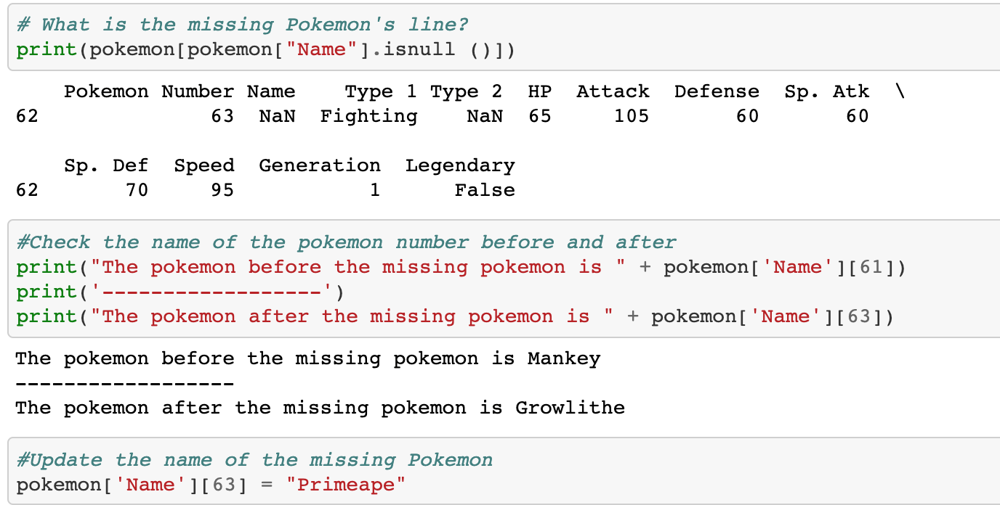 # What is the missing Pokemon's line?
print(pokemon[pokemon["Name"].isnull ()])
    Pokemon Number Name    Type 1 Type 2  HP  Attack  Defense  Sp. Atk  \
62              63  NaN  Fighting    NaN  65     105       60       60
    Sp. Def  Speed  Generation  Legendary
62       70     95           1      False
#Check the name of the pokemon number before and after
print("The pokemon before the missing pokemon is " + pokemon['Name'][61])
print('------------------')
print("The pokemon after the missing pokemon is " + pokemon['Name'][63])
The pokemon before the missing pokemon is Mankey
------------------
The pokemon after the missing pokemon is Growlithe
#Update the name of the missing Pokemon
pokemon['Name'][63] = "Primeape"